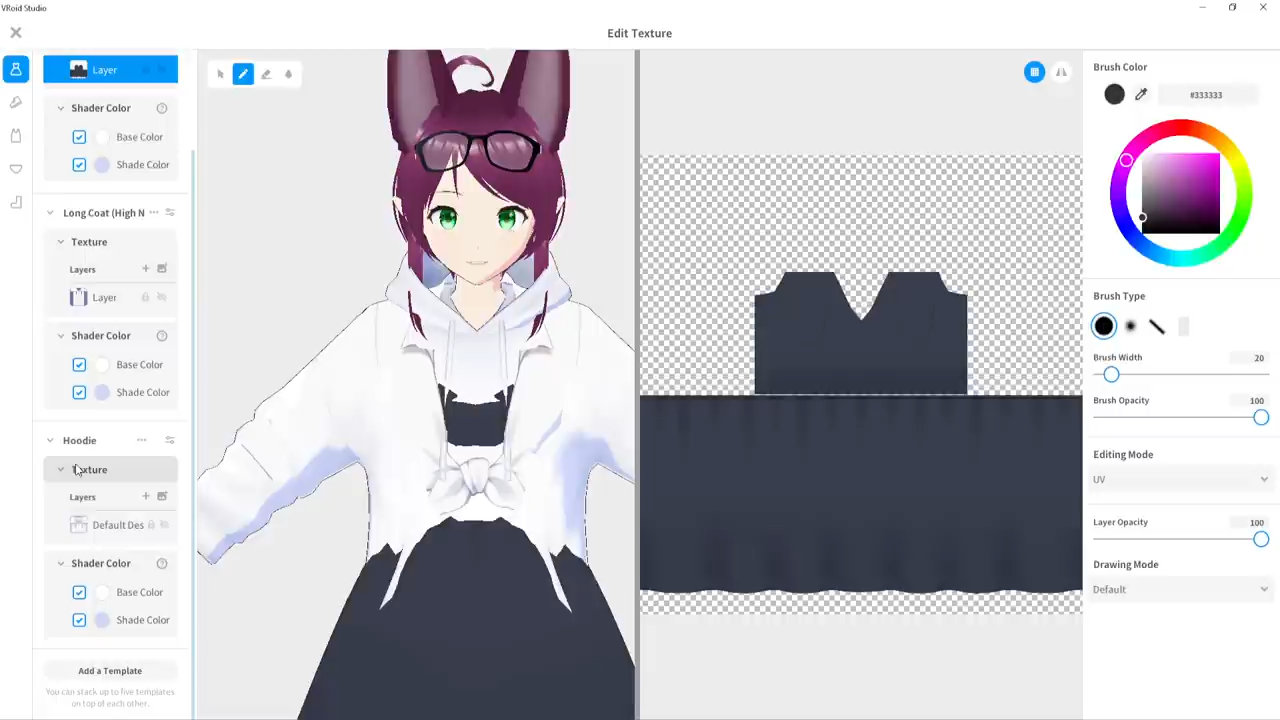 VRoid Studio
Edit Texture
Layer
Shader Color
Base Color
Shade Color
Long Coat (High N
Texture
Layers
Layer
Shader Color
Base Color
Shade Color
Hoodie
Texture
Layers
Default Des
Shader Color
Base Color
Shade Color
Add a Template
You can stack up to five templates
on top of each other.
Brush Color
#333333
Brush Type
Brush Width 20
Brush Opacity 100
Editing Mode
UV
Layer Opacity 100
Drawing Mode
Default